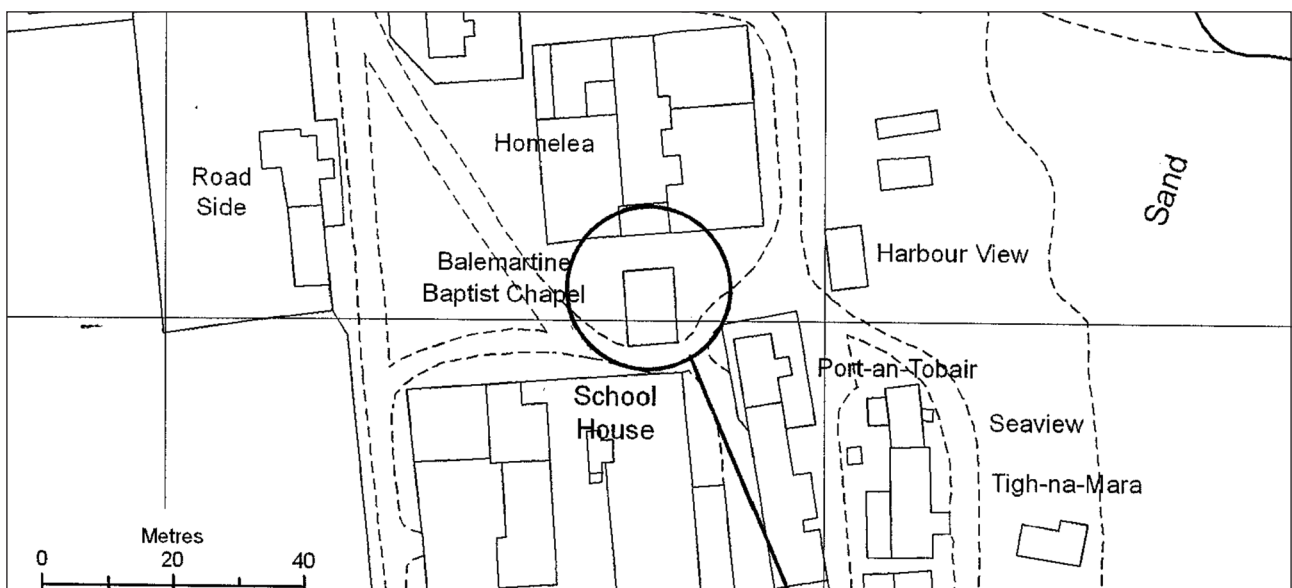 Homelea
Road
Side
Sand
Balemartine
Baptist Chapel
Harbour View
Port-an-Tobair
School
House
Seaview
Tigh-na-Mara
Metres
0 20 40